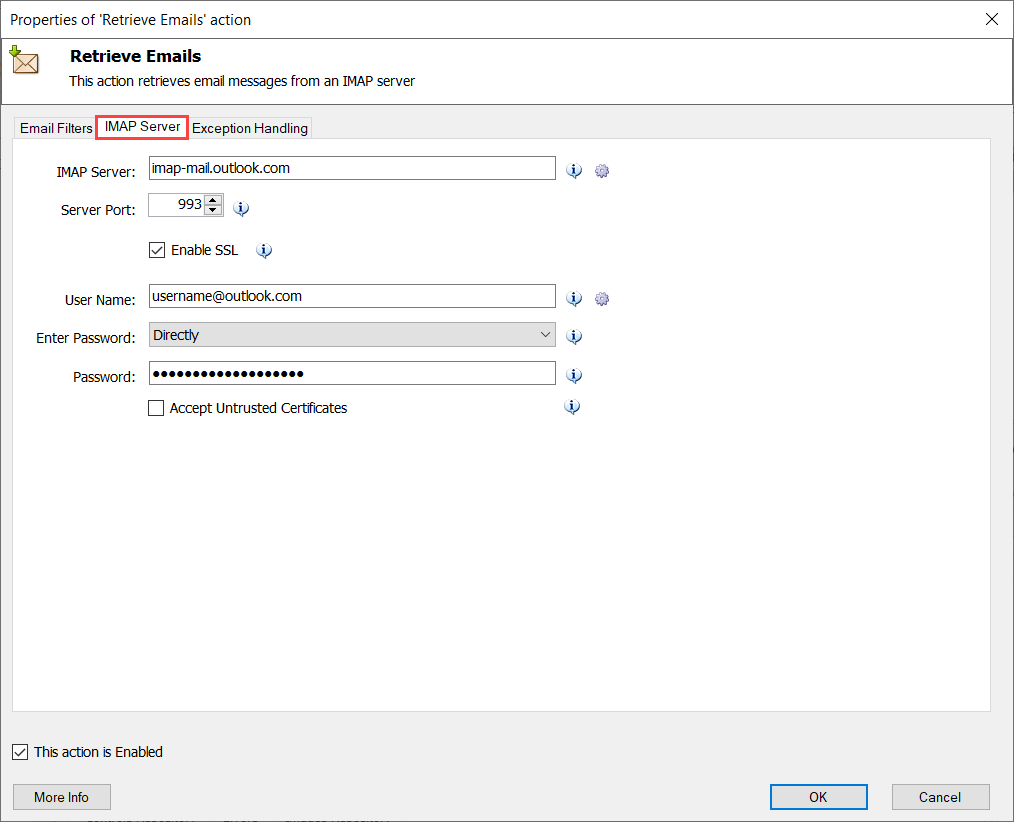 Properties of 'Retrieve Emails' action
Retrieve Emails
This action retrieves email messages from an IMAP server
Email Filters IMAP Server Exception Handling
IMAP Server: imap-mail.outlook.com
Server Port: 993
Enable SSL
User Name: username@outlook.com
Enter Password: Directly
Password: ●●●●●●●●●●●●●●●●●●●
Accept Untrusted Certificates
This action is Enabled
More Info OK Cancel